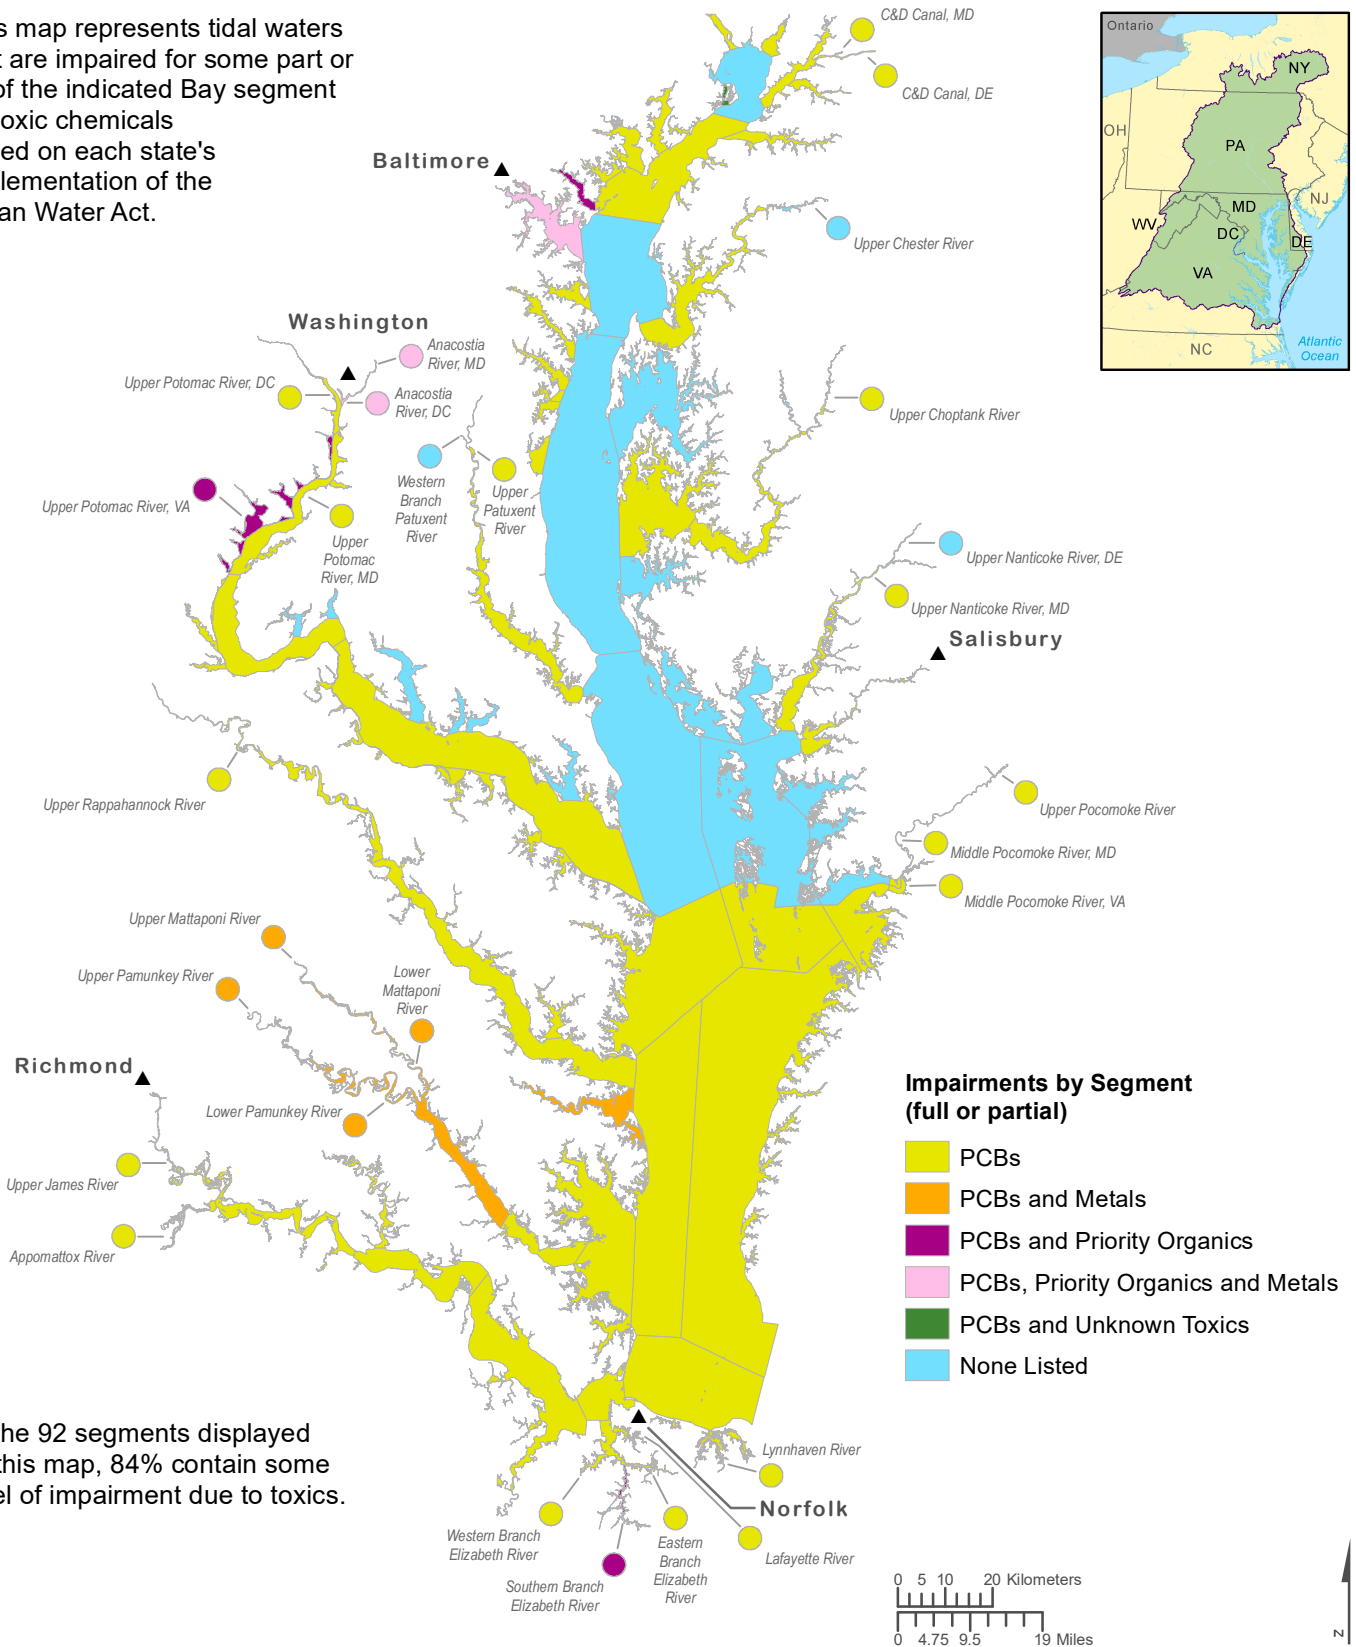 s map represents tidal waters
t are impaired for some part or
of the indicated Bay segment
oxic chemicals
ed on each state's
plementation of the
an Water Act.
C&D Canal, MD
C&D Canal, DE
Baltimore
Upper Chester River
Ontario
NY
OH
PA
NJ
MD
WV
DC
DE
VA
NC
Atlantic
Ocean
Washington
Anacostia
River, MD
Upper Potomac River, DC
Anacostia
River, DC
Upper Choptank River
Western
Branch
Patuxent
River
Upper
Patuxent
River
Upper Potomac River, VA
Upper
Potomac
River, MD
Upper Nanticoke River, DE
Upper Nanticoke River, MD
Salisbury
Upper Rappahannock River
Upper Pocomoke River
Middle Pocomoke River, MD
Middle Pocomoke River, VA
Upper Mattaponi River
Upper Pamunkey River
Lower
Mattaponi
River
Richmond
Lower Pamunkey River
Upper James River
Appomattox River
Impairments by Segment
(full or partial)
PCBs
PCBs and Metals
PCBs and Priority Organics
PCBs, Priority Organics and Metals
PCBs and Unknown Toxics
None Listed
he 92 segments displayed
this map, 84% contain some
el of impairment due to toxics.
Lynnhaven River
Norfolk
Western Branch
Elizabeth River
Southern Branch
Elizabeth River
Eastern
Branch
Elizabeth
River
Lafayette River
0 5 10 20 Kilometers
0 4.75 9.5 19 Miles
N